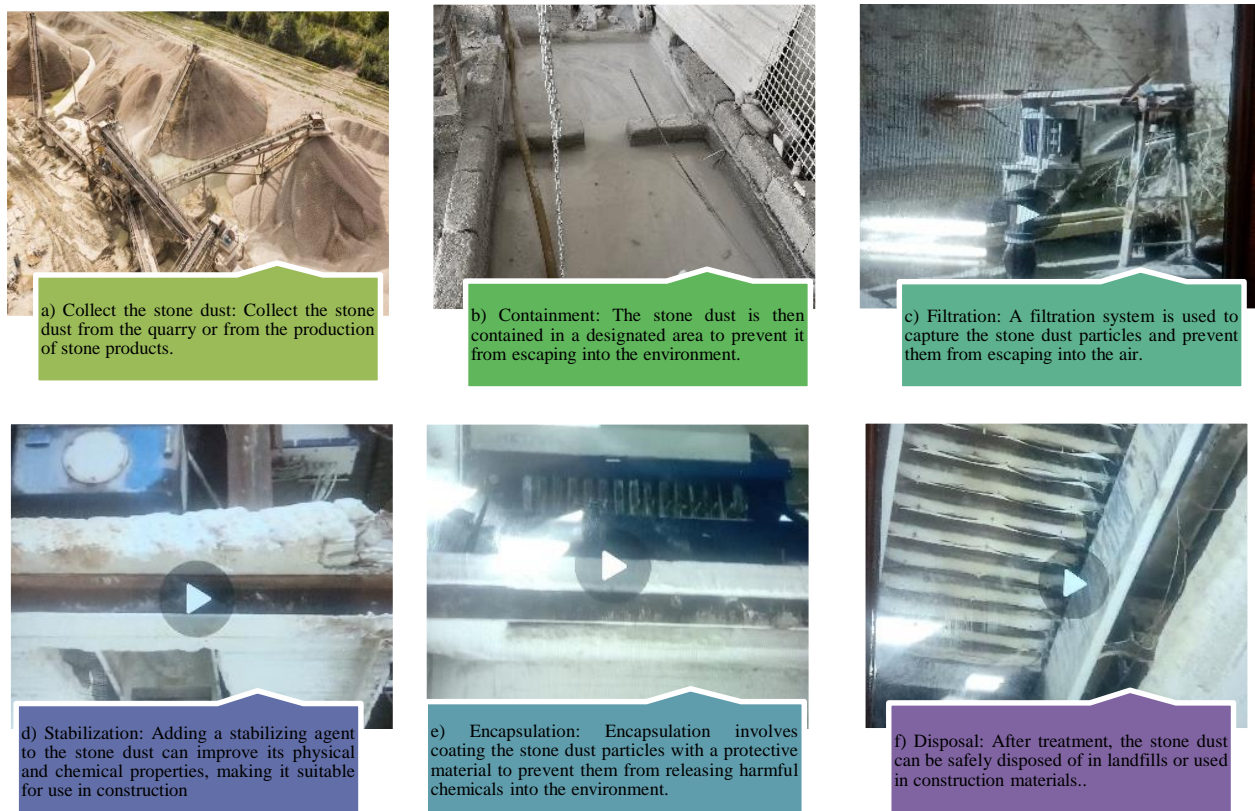 a) Collect the stone dust: Collect the stone
dust from the quarry or from the production
of stone products.
b) Containment: The stone dust is then
contained in a designated area to prevent it
from escaping into the environment.
c) Filtration: A filtration system is used to
capture the stone dust particles and prevent
them from escaping into the air.
d) Stabilization: Adding a stabilizing agent
to the stone dust can improve its physical
and chemical properties, making it suitable
for use in construction
e) Encapsulation: Encapsulation involves
coating the stone dust particles with a protective
material to prevent them from releasing harmful
chemicals into the environment.
f) Disposal: After treatment, the stone dust
can be safely disposed of in landfills or used
in construction materials..